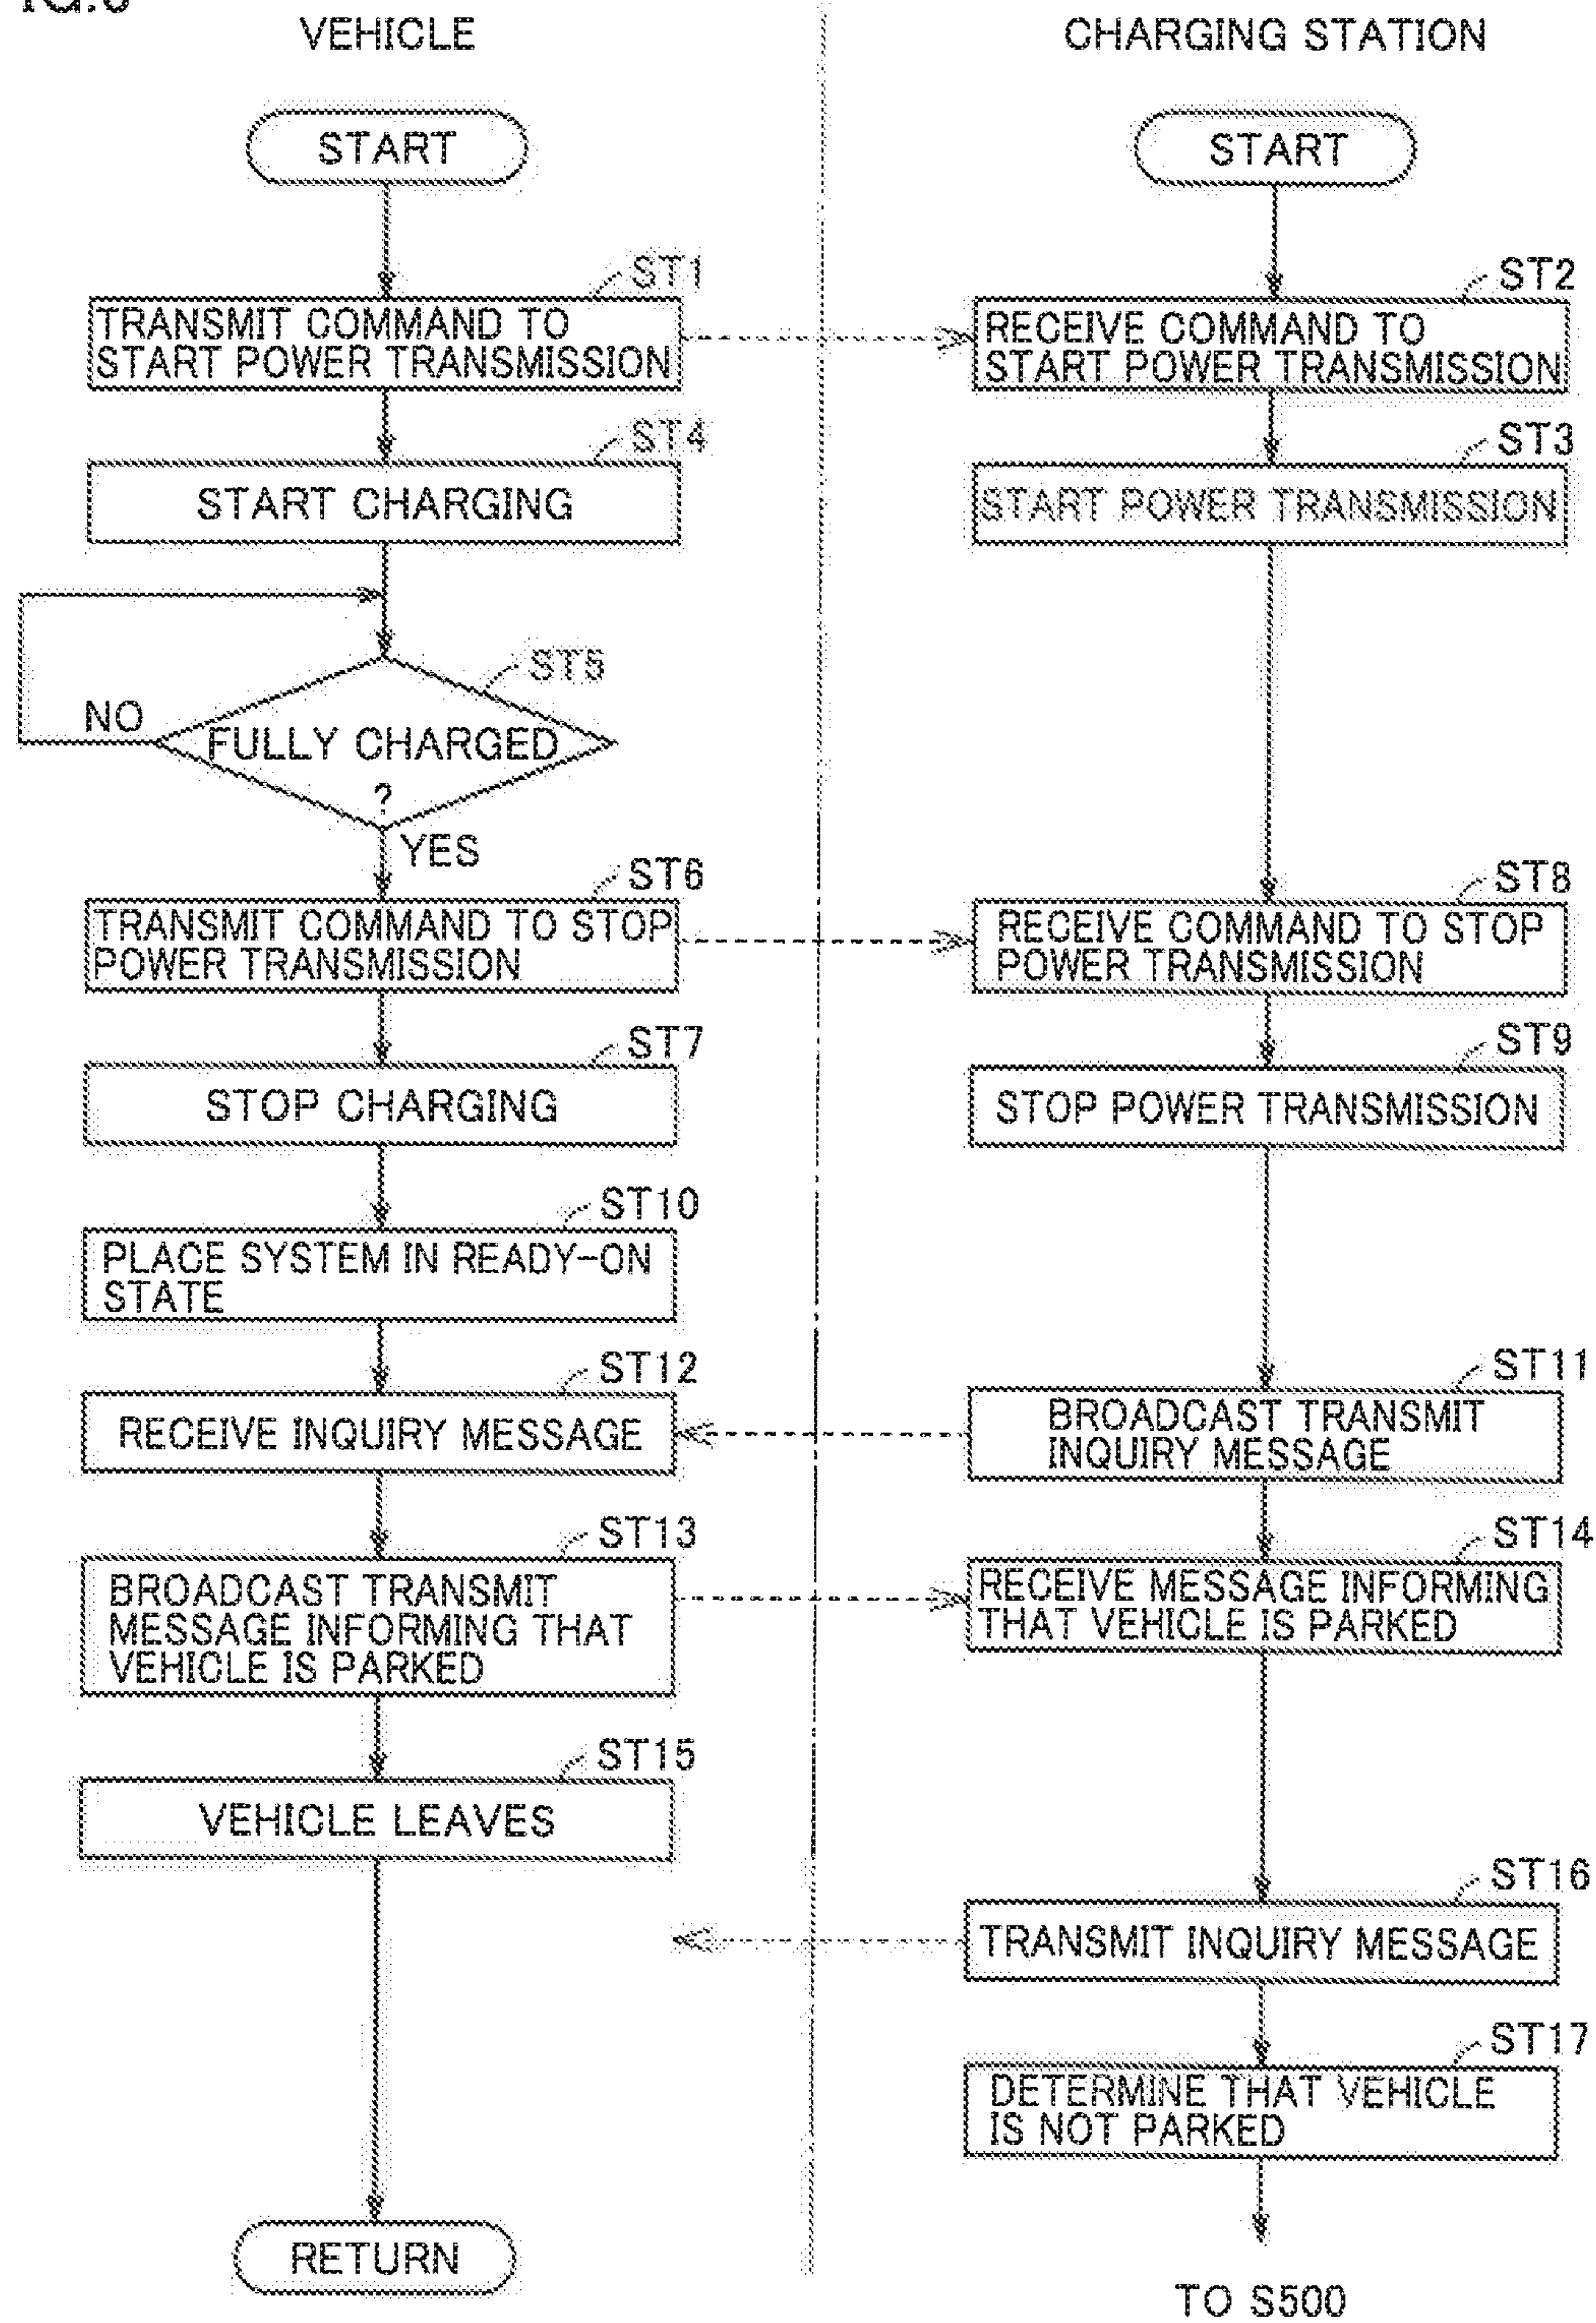 VEHICLE
CHARGING STATION
START
START
ST1
TRANSMIT COMMAND TO
START POWER TRANSMISSION
ST2
RECEIVE COMMAND TO
START POWER TRANSMISSION
ST4
START CHARGING
ST3
START POWER TRANSMISSION
ST5
NO
FULLY CHARGED
?
YES
ST6
TRANSMIT COMMAND TO STOP
POWER TRANSMISSION
ST8
RECEIVE COMMAND TO STOP
POWER TRANSMISSION
ST7
STOP CHARGING
ST9
STOP POWER TRANSMISSION
ST10
PLACE SYSTEM IN READY-ON
STATE
ST12
RECEIVE INQUIRY MESSAGE
ST11
BROADCAST TRANSMIT
INQUIRY MESSAGE
ST13
BROADCAST TRANSMIT
MESSAGE INFORMING THAT
VEHICLE IS PARKED
ST14
RECEIVE MESSAGE INFORMING
THAT VEHICLE IS PARKED
ST15
VEHICLE LEAVES
ST16
TRANSMIT INQUIRY MESSAGE
ST17
DETERMINE THAT VEHICLE
IS NOT PARKED
RETURN
TO S500